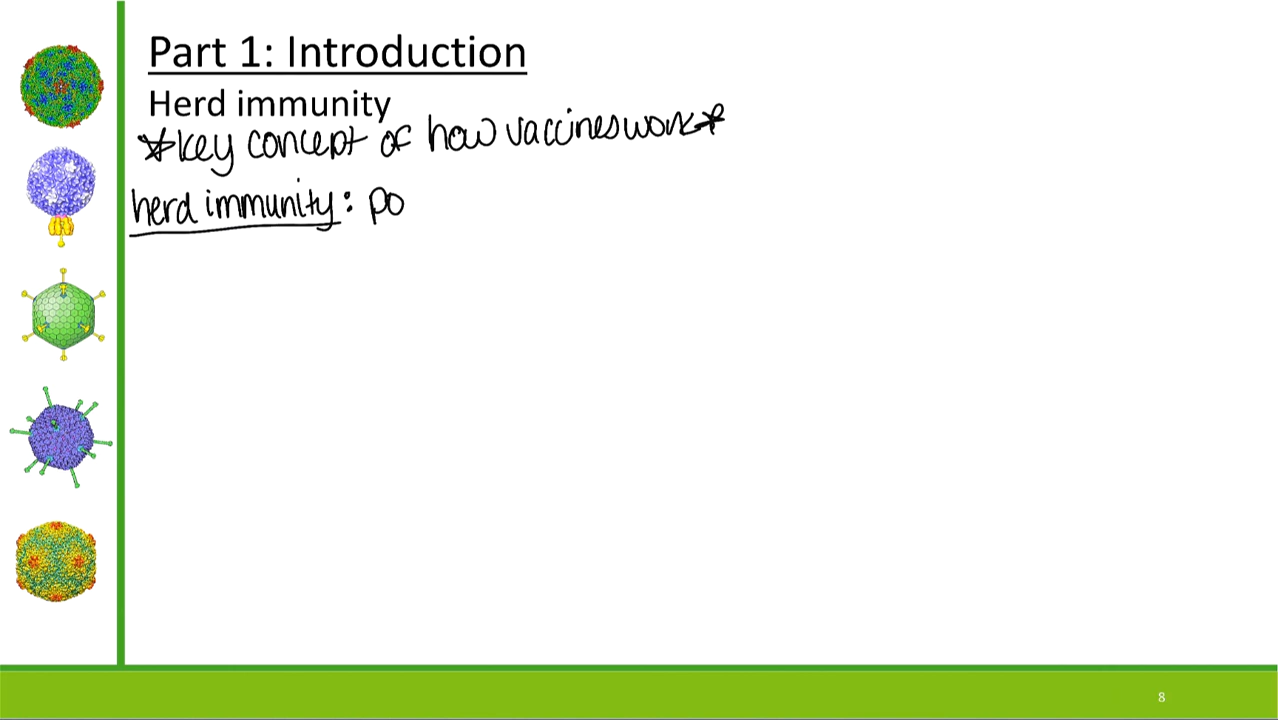 Part 1: Introduction
Herd immunity
*key concept of how vaccines work*
herd immunity: po
8